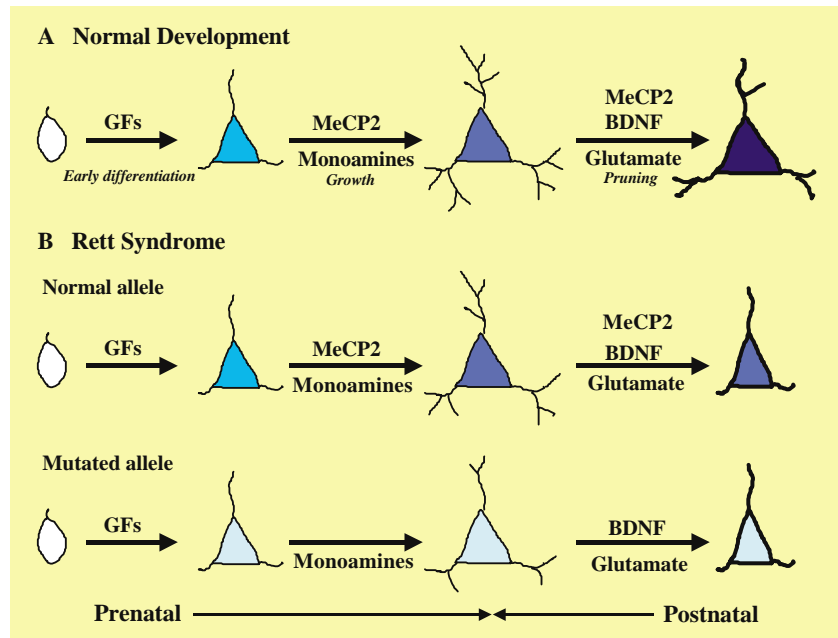 A Normal Development
GFs
Early differentiation
MeCP2
Monoamines
Growth
MeCP2
BDNF
Glutamate
Pruning
B Rett Syndrome
Normal allele
GFs
MeCP2
Monoamines
MeCP2
BDNF
Glutamate
Mutated allele
GFs
Monoamines
BDNF
Glutamate
Prenatal
Postnatal